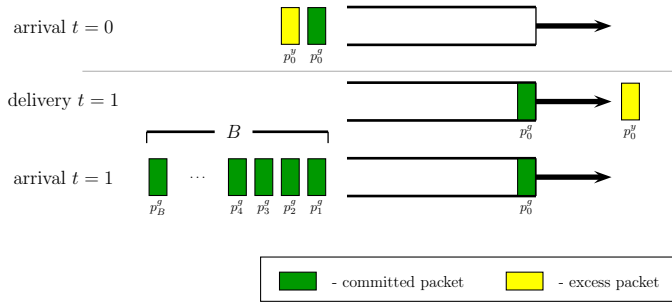 arrival t = 0
p_0^y p_0^g
delivery t = 1
p_0^g p_0^y
B
arrival t = 1
...
p_B^g p_4^g p_3^g p_2^g p_1^g p_0^g
- committed packet - excess packet